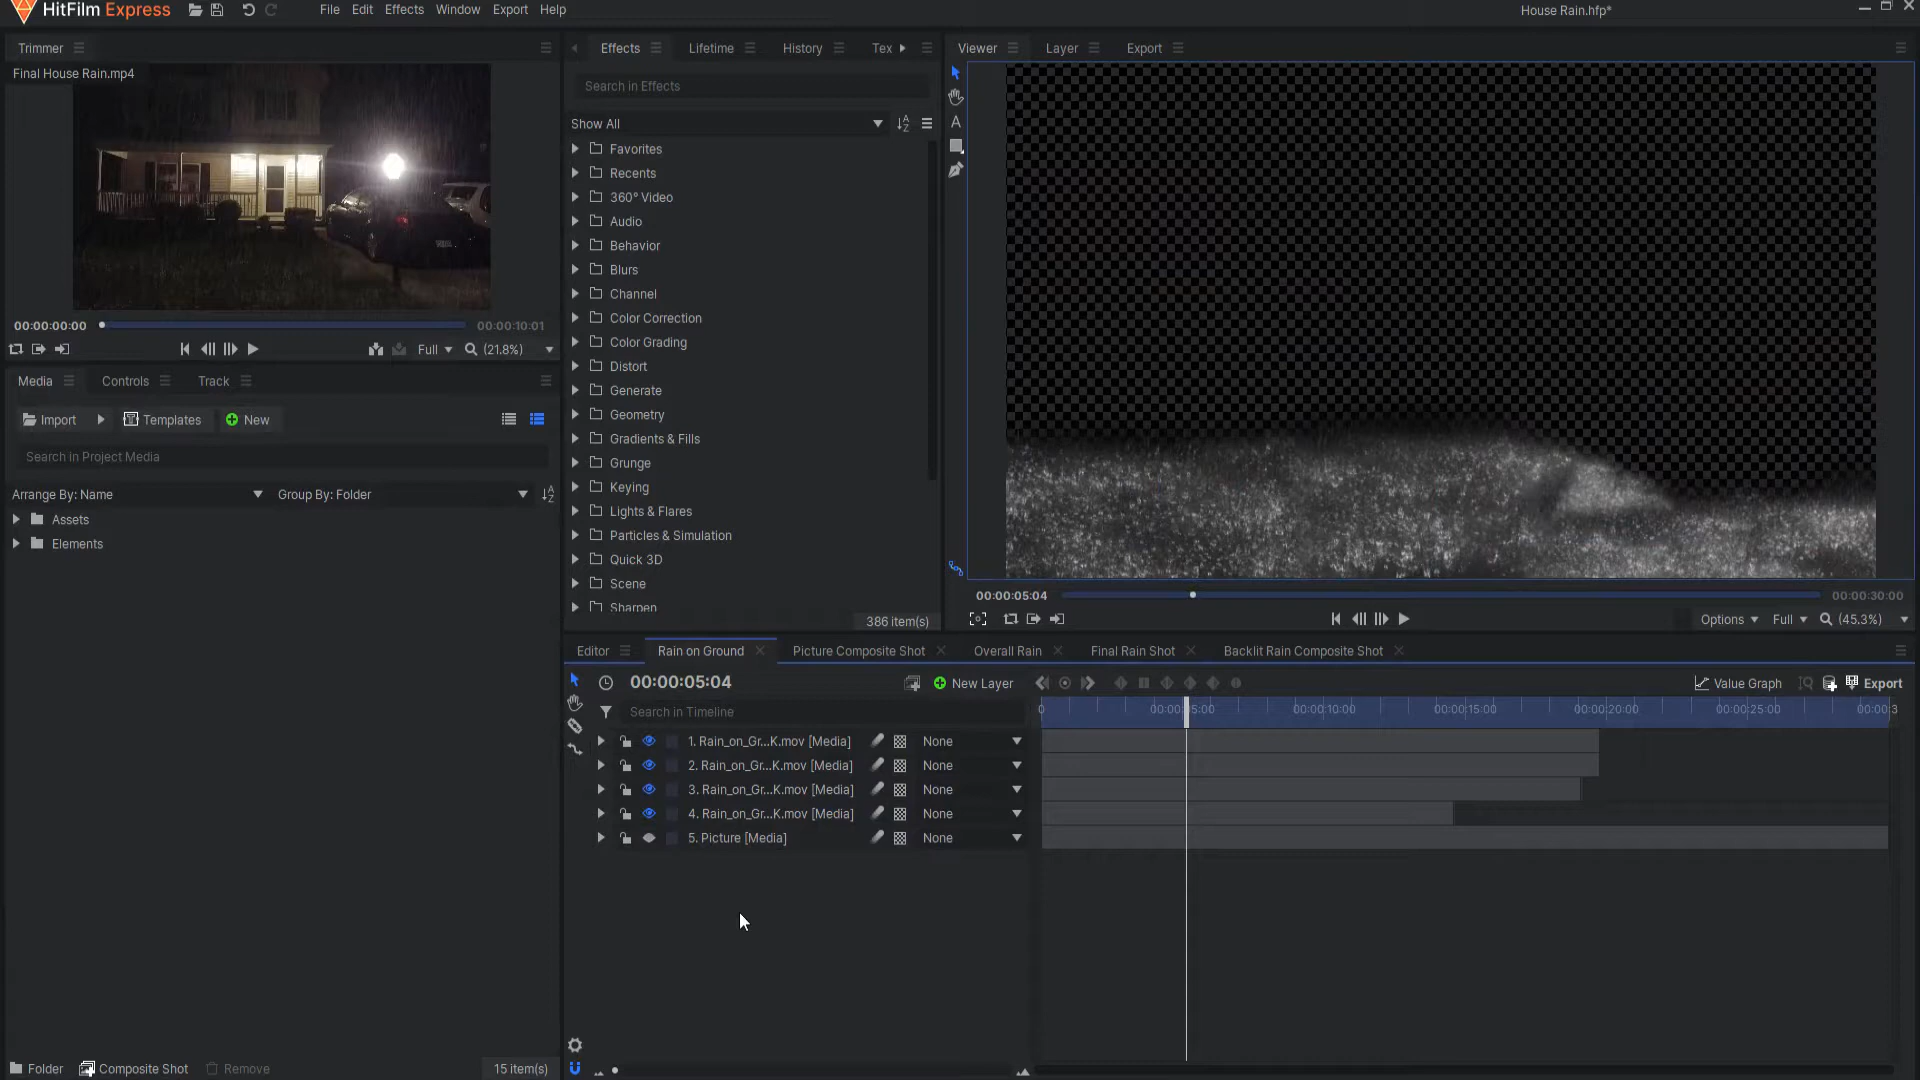 HitFilm Express
File Edit Effects Window Export Help
House Rain.hfp*
Trimmer
Final House Rain.mp4
00:00:00:00
00:00:10:01
Full (21.8%)
Media Controls Track
Import Templates New
Search in Project Media
Arrange By: Name Group By: Folder
Assets
Elements
Folder Composite Shot Remove 15 item(s)
Effects Lifetime History Tex
Search in Effects
Show All
Favorites
Recents
360° Video
Audio
Behavior
Blurs
Channel
Color Correction
Color Grading
Distort
Generate
Geometry
Gradients & Fills
Grunge
Keying
Lights & Flares
Particles & Simulation
Quick 3D
Scene
Sharpen
386 item(s)
Viewer Layer Export
00:00:05:04
00:00:30:00
Options Full (45.3%)
Editor Rain on Ground Picture Composite Shot Overall Rain Final Rain Shot Backlit Rain Composite Shot
00:00:05:04 New Layer Value Graph Export
Search in Timeline
0 00:00:05:00 00:00:10:00 00:00:15:00 00:00:20:00 00:00:25:00 00:00:3
1. Rain_on_Gr...K.mov [Media] None
2. Rain_on_Gr...K.mov [Media] None
3. Rain_on_Gr...K.mov [Media] None
4. Rain_on_Gr...K.mov [Media] None
5. Picture [Media] None